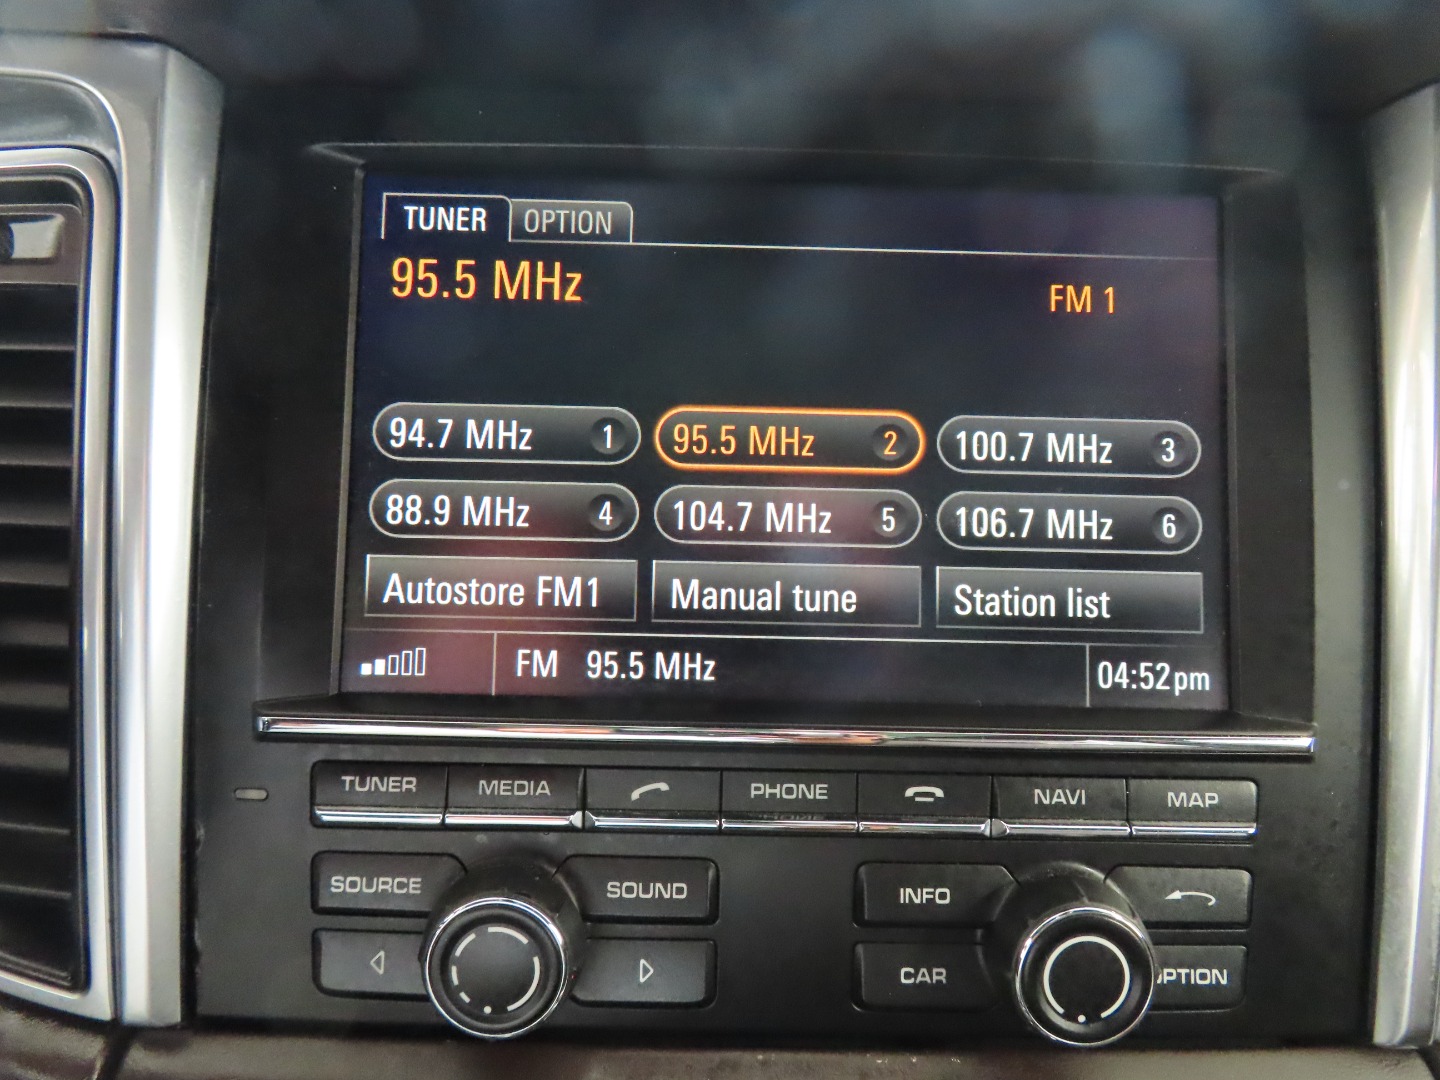 TUNER OPTION
95.5 MHz
FM 1
94.7 MHz 1 95.5 MHz 2 100.7 MHz 3
88.9 MHz 4 104.7 MHz 5 106.7 MHz 6
Autostore FM1 Manual tune Station list
FM 95.5 MHz 04:52pm
TUNER MEDIA PHONE NAVI MAP
SOURCE SOUND INFO
CAR PTION